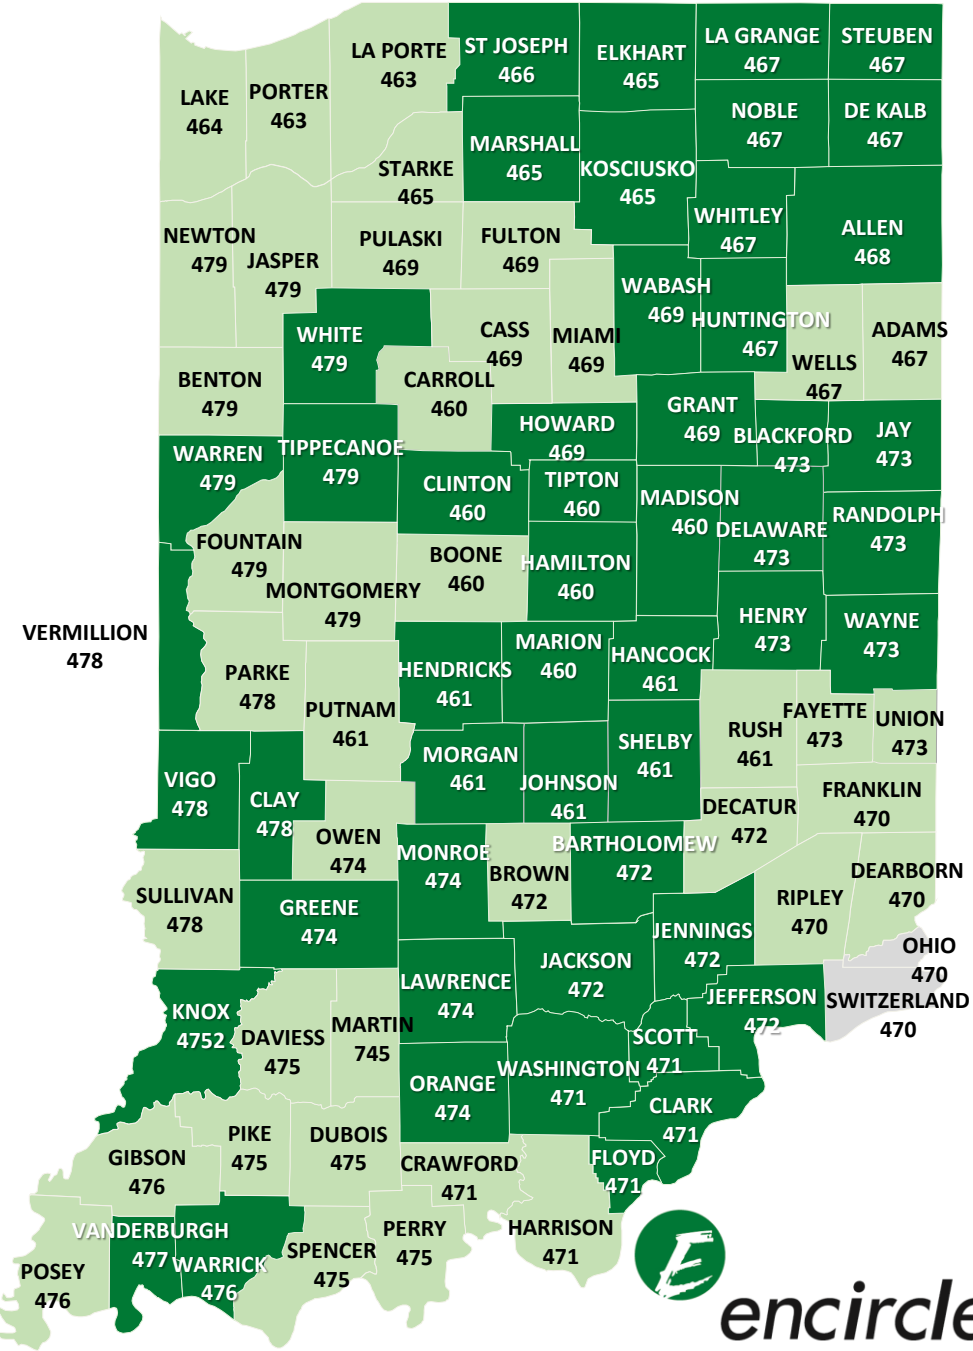 LA PORTE
463
ST JOSEPH
466
ELKHART
465
LA GRANGE
467
STEUBEN
467
LAKE
464
PORTER
463
NOBLE
467
DE KALB
467
MARSHALL
465
STARKE
465
KOSCIUSKO
465
WHITLEY
467
ALLEN
468
NEWTON
479
JASPER
479
PULASKI
469
FULTON
469
WABASH
469
HUNTINGTON
467
WHITE
479
CASS
469
MIAMI
469
WELLS
467
ADAMS
467
BENTON
479
CARROLL
460
GRANT
469
BLACKFORD
473
JAY
473
HOWARD
469
WARREN
479
TIPPECANOE
479
CLINTON
460
TIPTON
460
MADISON
460
DELAWARE
473
RANDOLPH
473
FOUNTAIN
479
MONTGOMERY
479
BOONE
460
HAMILTON
460
HENRY
473
WAYNE
473
VERMILLION
478
PARKE
478
PUTNAM
461
HENDRICKS
461
MARION
460
HANCOCK
461
RUSH
461
FAYETTE
473
UNION
473
VIGO
478
CLAY
478
MORGAN
461
JOHNSON
461
SHELBY
461
FRANKLIN
470
OWEN
474
DECATUR
472
MONROE
474
BROWN
472
BARTHOLOMEW
472
DEARBORN
470
SULLIVAN
478
GREENE
474
RIPLEY
470
JENNINGS
472
OHIO
470
LAWRENCE
474
JACKSON
472
JEFFERSON
472
SWITZERLAND
470
KNOX
4752
DAVIESS
475
MARTIN
745
SCOTT
471
ORANGE
474
WASHINGTON
471
CLARK
471
GIBSON
476
PIKE
475
DUBOIS
475
CRAWFORD
471
FLOYD
471
VANDERBURGH
477
WARRICK
476
SPENCER
475
PERRY
475
HARRISON
471
POSEY
476
E
encircle